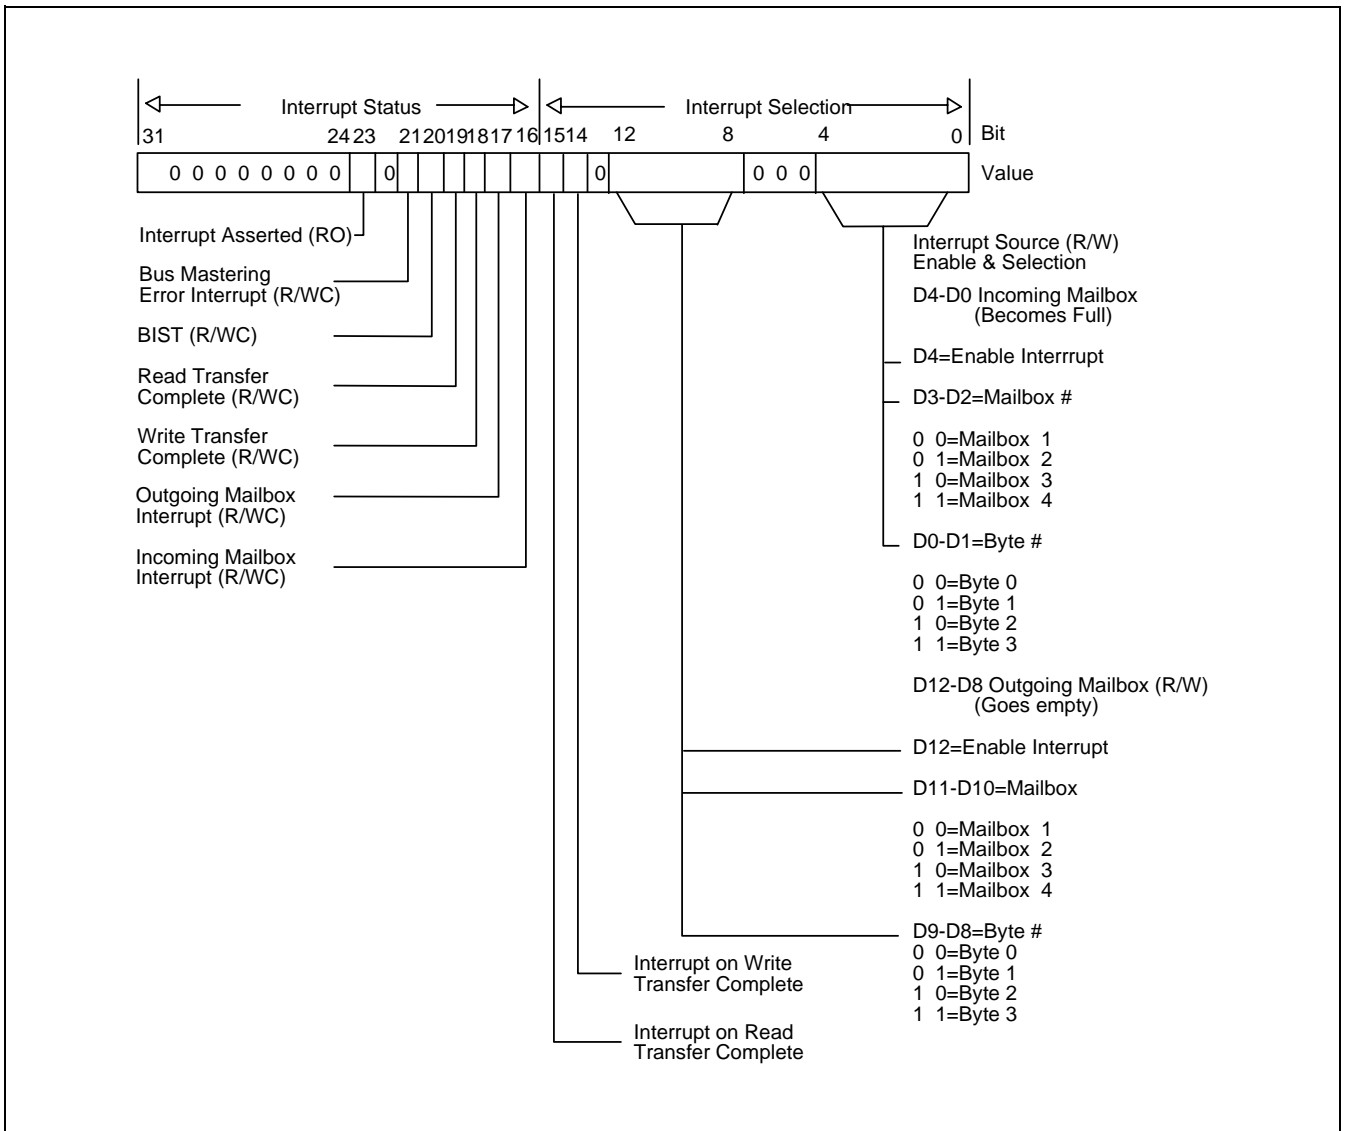 Interrupt Status Interrupt Selection
31 24 23 21 20 19 18 17 16 15 14 12 8 4 0 Bit
0 0 0 0 0 0 0 0 0 0 0 0 0 Value
Interrupt Asserted (RO)
Bus Mastering
Error Interrupt (R/WC)
BIST (R/WC)
Read Transfer
Complete (R/WC)
Write Transfer
Complete (R/WC)
Outgoing Mailbox
Interrupt (R/WC)
Incoming Mailbox
Interrupt (R/WC)
Interrupt Source (R/W)
Enable & Selection
D4-D0 Incoming Mailbox
(Becomes Full)
D4=Enable Interrrupt
D3-D2=Mailbox #
0 0=Mailbox 1
0 1=Mailbox 2
1 0=Mailbox 3
1 1=Mailbox 4
D0-D1=Byte #
0 0=Byte 0
0 1=Byte 1
1 0=Byte 2
1 1=Byte 3
D12-D8 Outgoing Mailbox (R/W)
(Goes empty)
D12=Enable Interrupt
D11-D10=Mailbox
0 0=Mailbox 1
0 1=Mailbox 2
1 0=Mailbox 3
1 1=Mailbox 4
D9-D8=Byte #
0 0=Byte 0
0 1=Byte 1
1 0=Byte 2
1 1=Byte 3
Interrupt on Write
Transfer Complete
Interrupt on Read
Transfer Complete